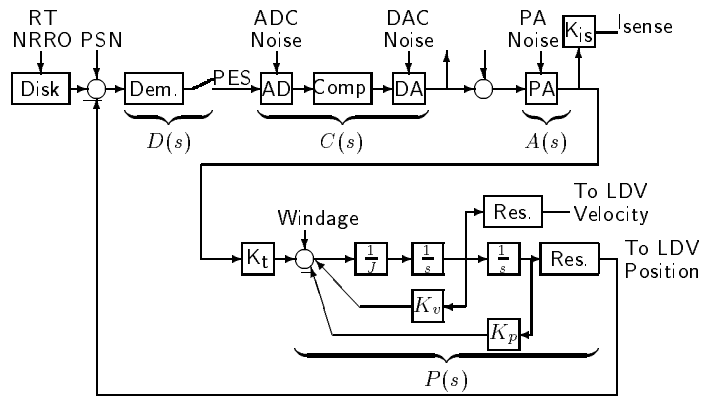 RT
NRRO PSN
ADC
Noise
DAC
Noise
PA
Noise
K_is
Isense
Disk
Dem.
PES
AD
Comp
DA
PA
D(s)
C(s)
A(s)
Windage
Res.
To LDV
Velocity
K_t
1/J
1/s
1/s
Res.
To LDV
Position
K_v
K_p
P(s)